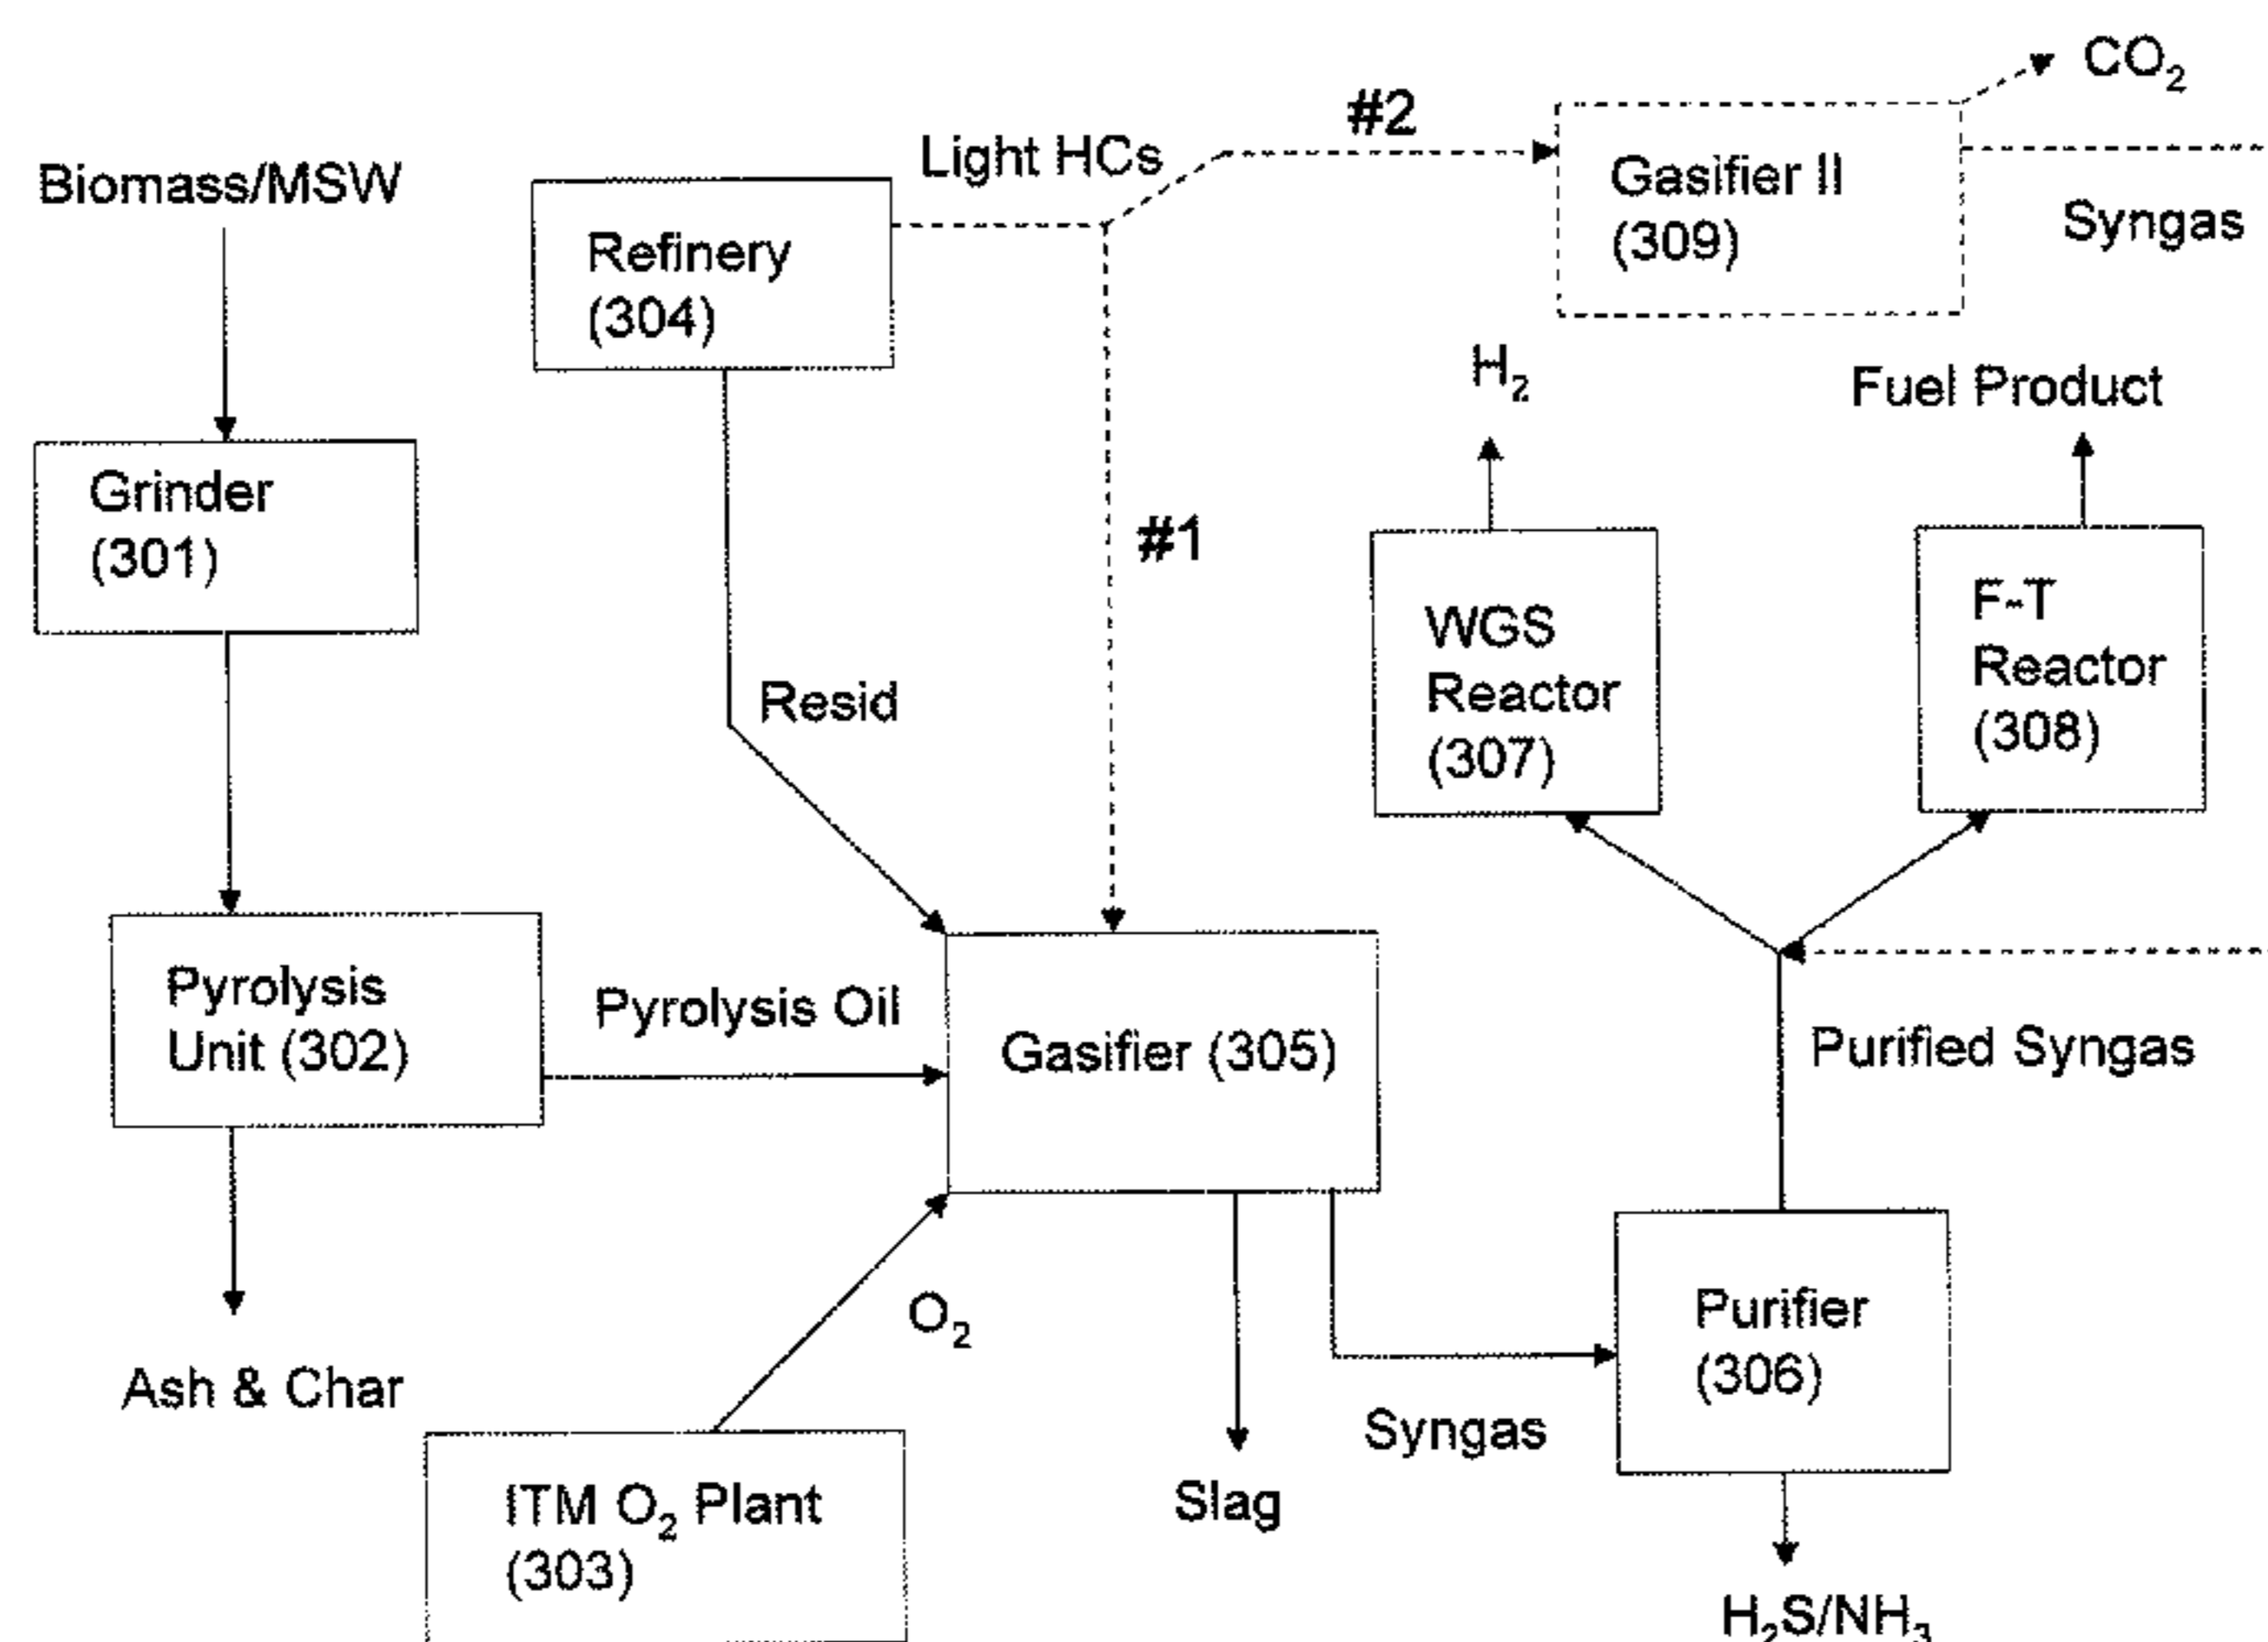 CO₂
#2
Light HCs
Biomass/MSW
Gasifier II
(309)
Syngas
Refinery
(304)
H₂
Fuel Product
Grinder
(301)
#1
F-T
Reactor
(308)
WGS
Reactor
(307)
Resid
Pyrolysis
Unit (302)
Pyrolysis Oil
Gasifier (305)
Purified Syngas
Purifier
(306)
O₂
Ash & Char
Syngas
Slag
ITM O₂ Plant
(303)
H₂S/NH₃